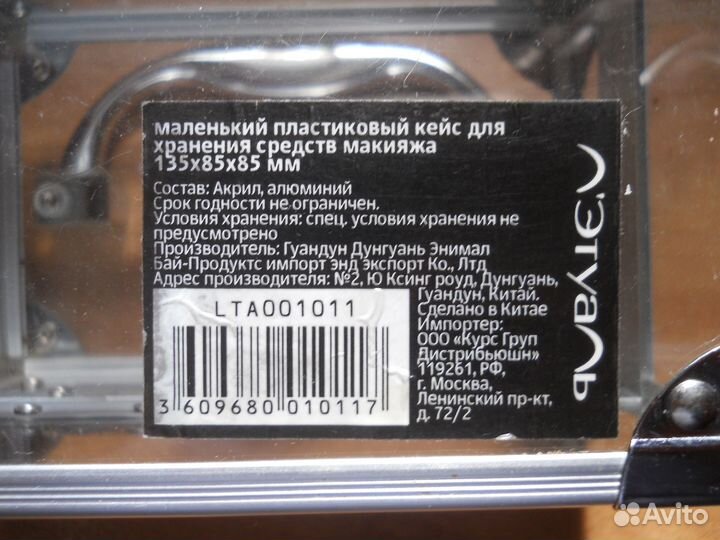 маленький пластиковый кейс для
хранения средств макияжа
135х85х85 мм
Состав: Акрил, алюминий
Срок годности не ограничен.
Условия хранения: спец. условия хранения не
предусмотрено
Производитель: Гуандун Дунгуань Энимал
Бай-Продуктс импорт энд экспорт Ко., Лтд
Адрес производителя: №2, Ю Ксинг роуд, Дунгуань,
Гуандун, Китай.
Сделано в Китае
Импортер:
ООО «Курс Груп
Дистрибьюшн»
119261, РФ,
г. Москва,
Ленинский пр-кт,
д. 72/2
LTA001011
3 609680 010117
Л'ЭТУАЛЬ
Avito